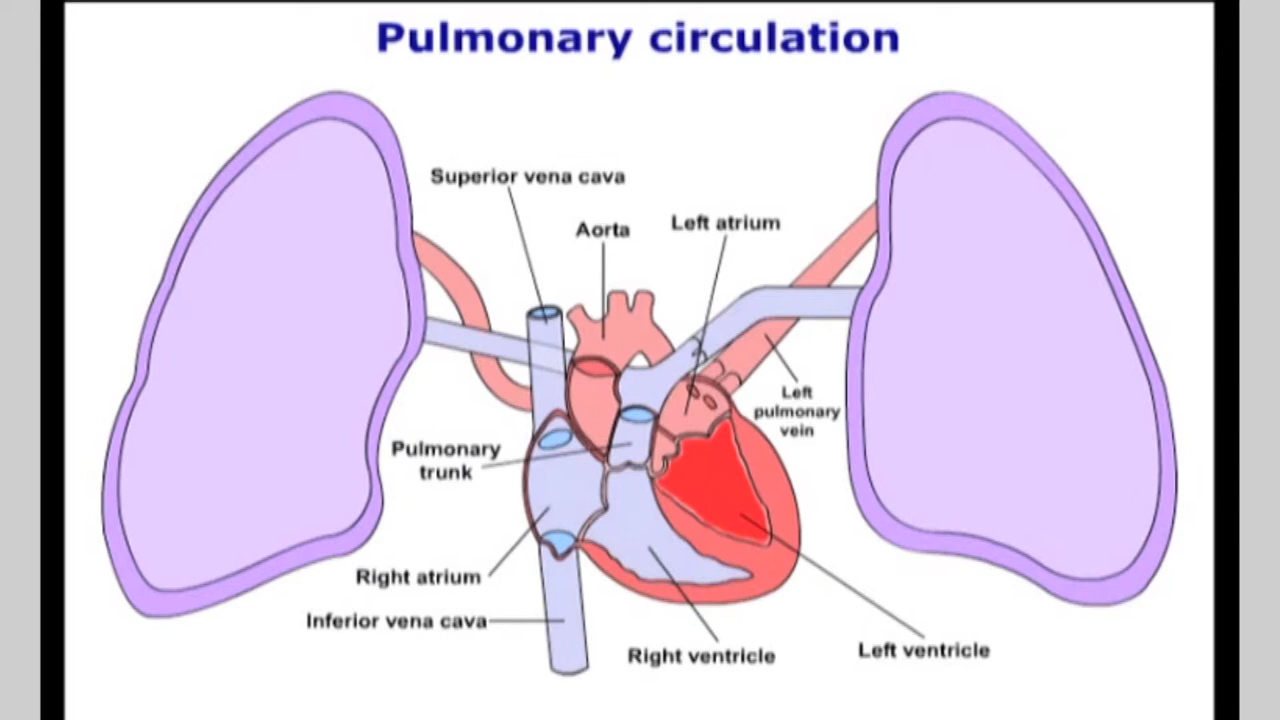 Pulmonary circulation
Superior vena cava
Aorta
Left atrium
Left
pulmonary
vein
Pulmonary
trunk
Right atrium
Inferior vena cava
Right ventricle
Left ventricle